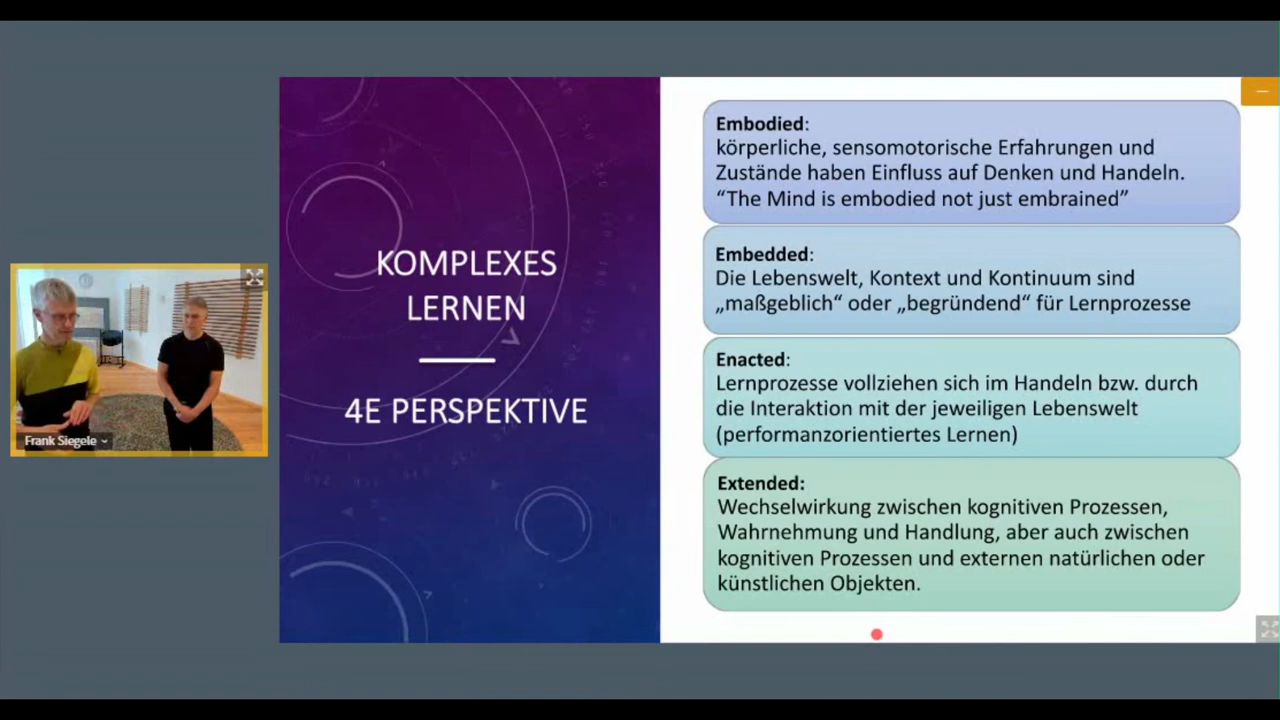 KOMPLEXES
LERNEN
4E PERSPEKTIVE
Embodied:
körperliche, sensomotorische Erfahrungen und
Zustände haben Einfluss auf Denken und Handeln.
“The Mind is embodied not just embrained”
Embedded:
Die Lebenswelt, Kontext und Kontinuum sind
„maßgeblich“ oder „begründend“ für Lernprozesse
Enacted:
Lernprozesse vollziehen sich im Handeln bzw. durch
die Interaktion mit der jeweiligen Lebenswelt
(performanzorientiertes Lernen)
Extended:
Wechselwirkung zwischen kognitiven Prozessen,
Wahrnehmung und Handlung, aber auch zwischen
kognitiven Prozessen und externen natürlichen oder
künstlichen Objekten.
Frank Siegele